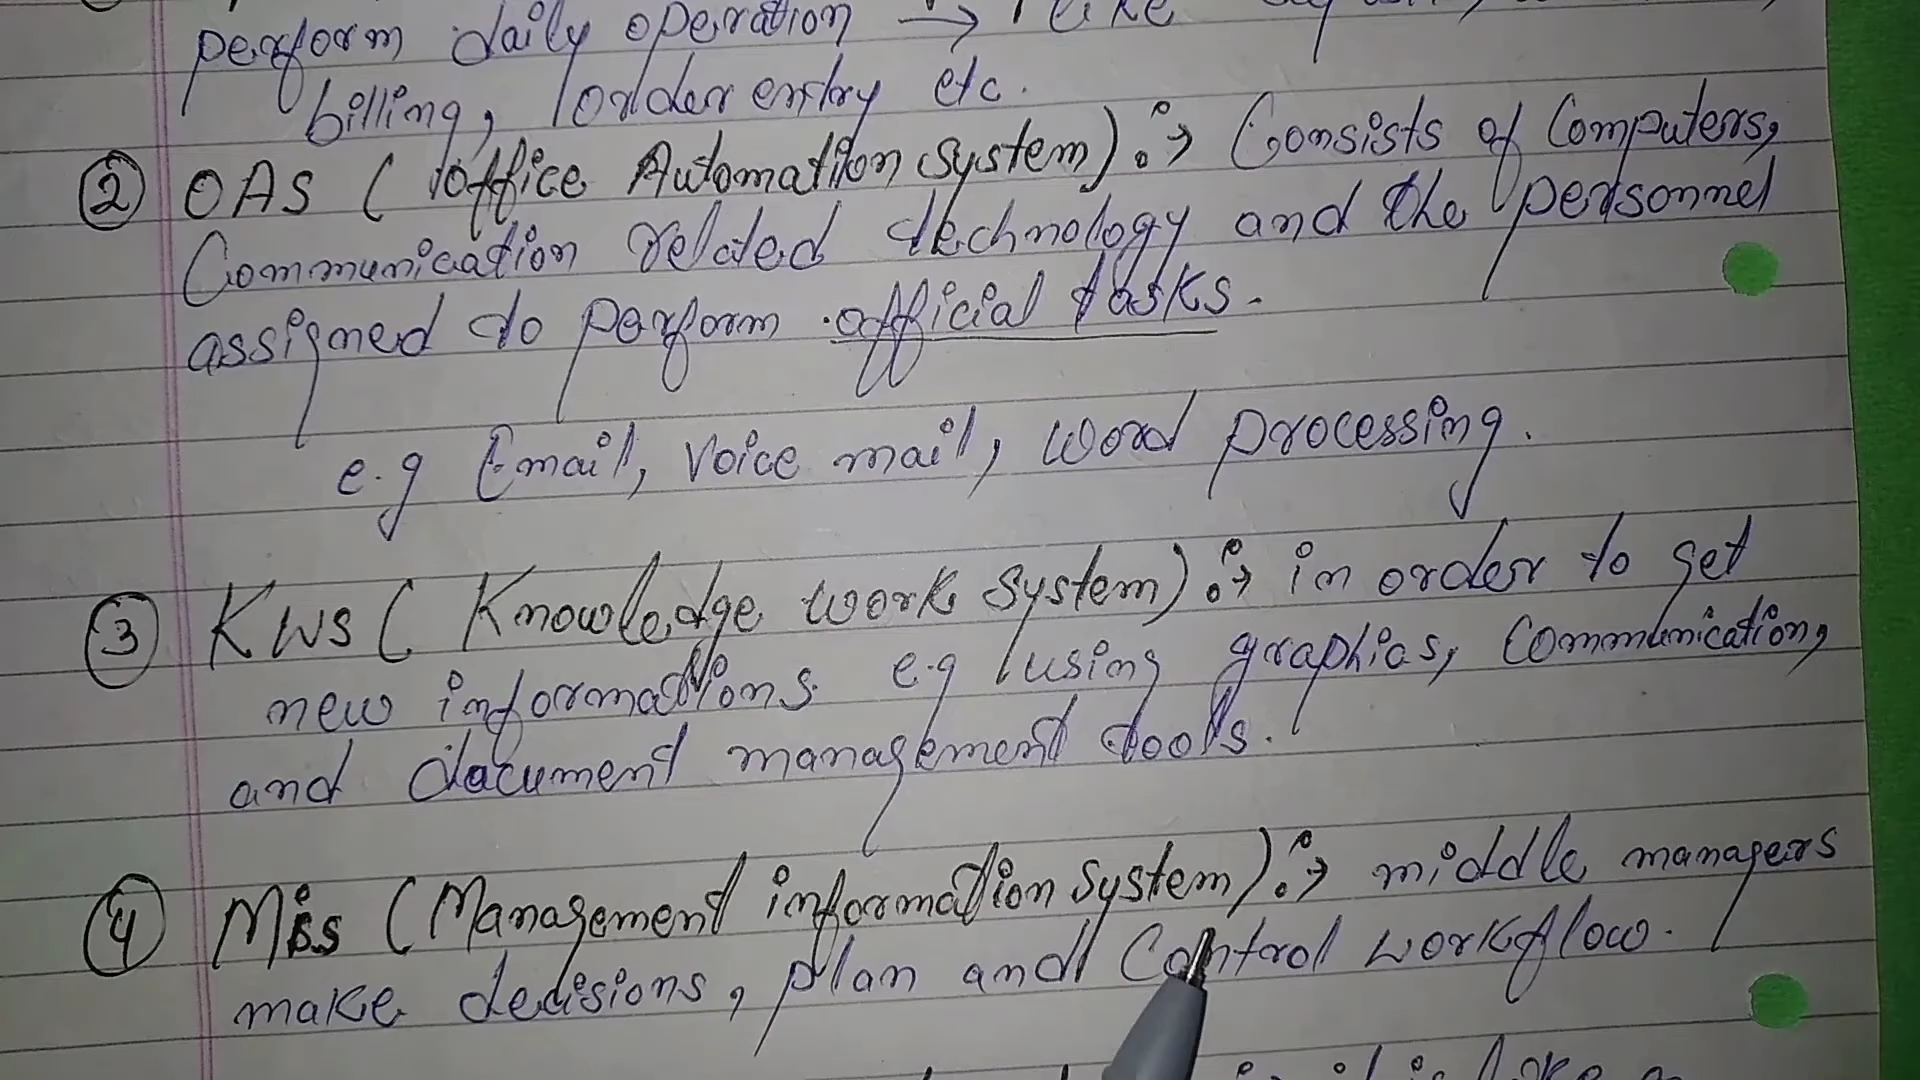 perform daily operation → like
billing, order entry etc.
② OAS ( office Automation system) :→ Consists of Computers,
Communication related technology and the personnel
assigned to perform official tasks.
e.g Email, Voice mail, word processing.
③ KWS ( Knowledge work system) :→ in order to get
new informations e.g using graphics, Communication,
and document management tools.
④ Mis (Management information system) :→ middle managers
make decisions, plan and Control workflow.